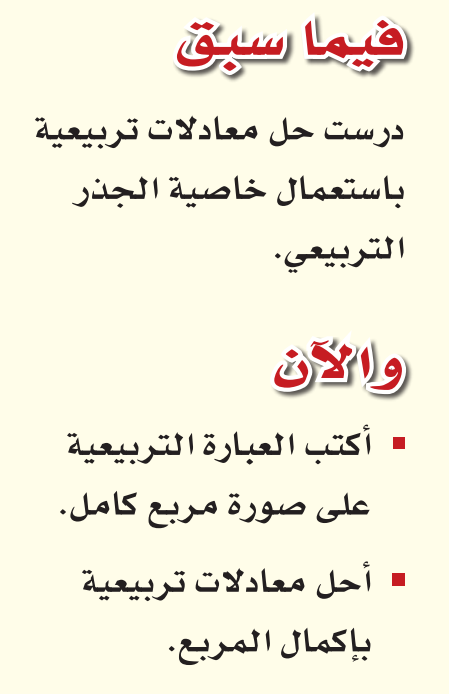 فيما سبق
درست حل معادلات تربيعية
باستعمال خاصية الجذر
التربيعي.
والآن
▪ أكتب العبارة التربيعية
على صورة مربع كامل.
▪ أحل معادلات تربيعية
بإكمال المربع.